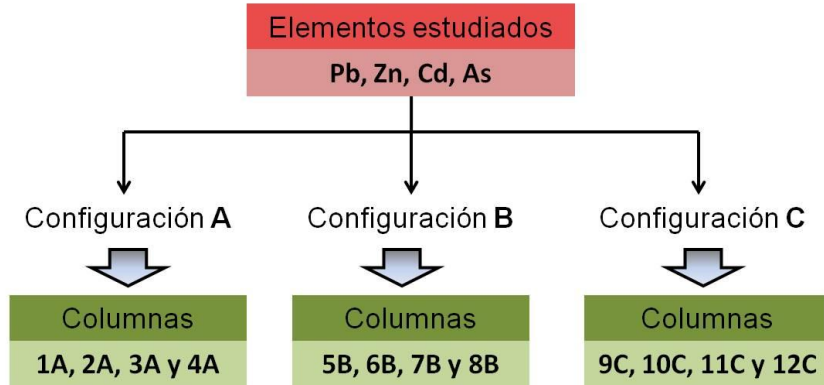 Elementos estudiados
Pb, Zn, Cd, As
Configuración A
Configuración B
Configuración C
Columnas
Columnas
Columnas
1A, 2A, 3A y 4A
5B, 6B, 7B y 8B
9C, 10C, 11C y 12C